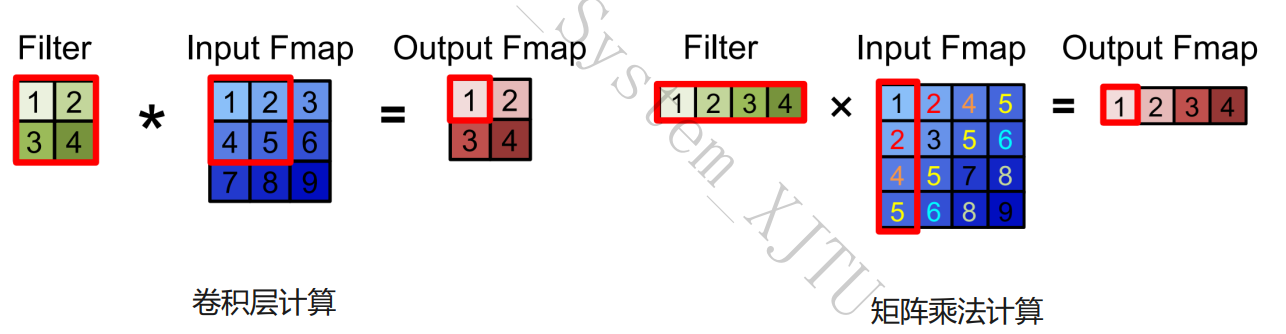 Filter Input Fmap Output Fmap Filter Input Fmap Output Fmap
1 2 * 1 2 3 = 1 2 1 2 3 4 × 1 2 4 5 = 1 2 3 4
3 4 4 5 6 3 4 2 3 5 6
7 8 9 4 5 7 8
5 6 8 9
_System_XJTU
卷积层计算 矩阵乘法计算